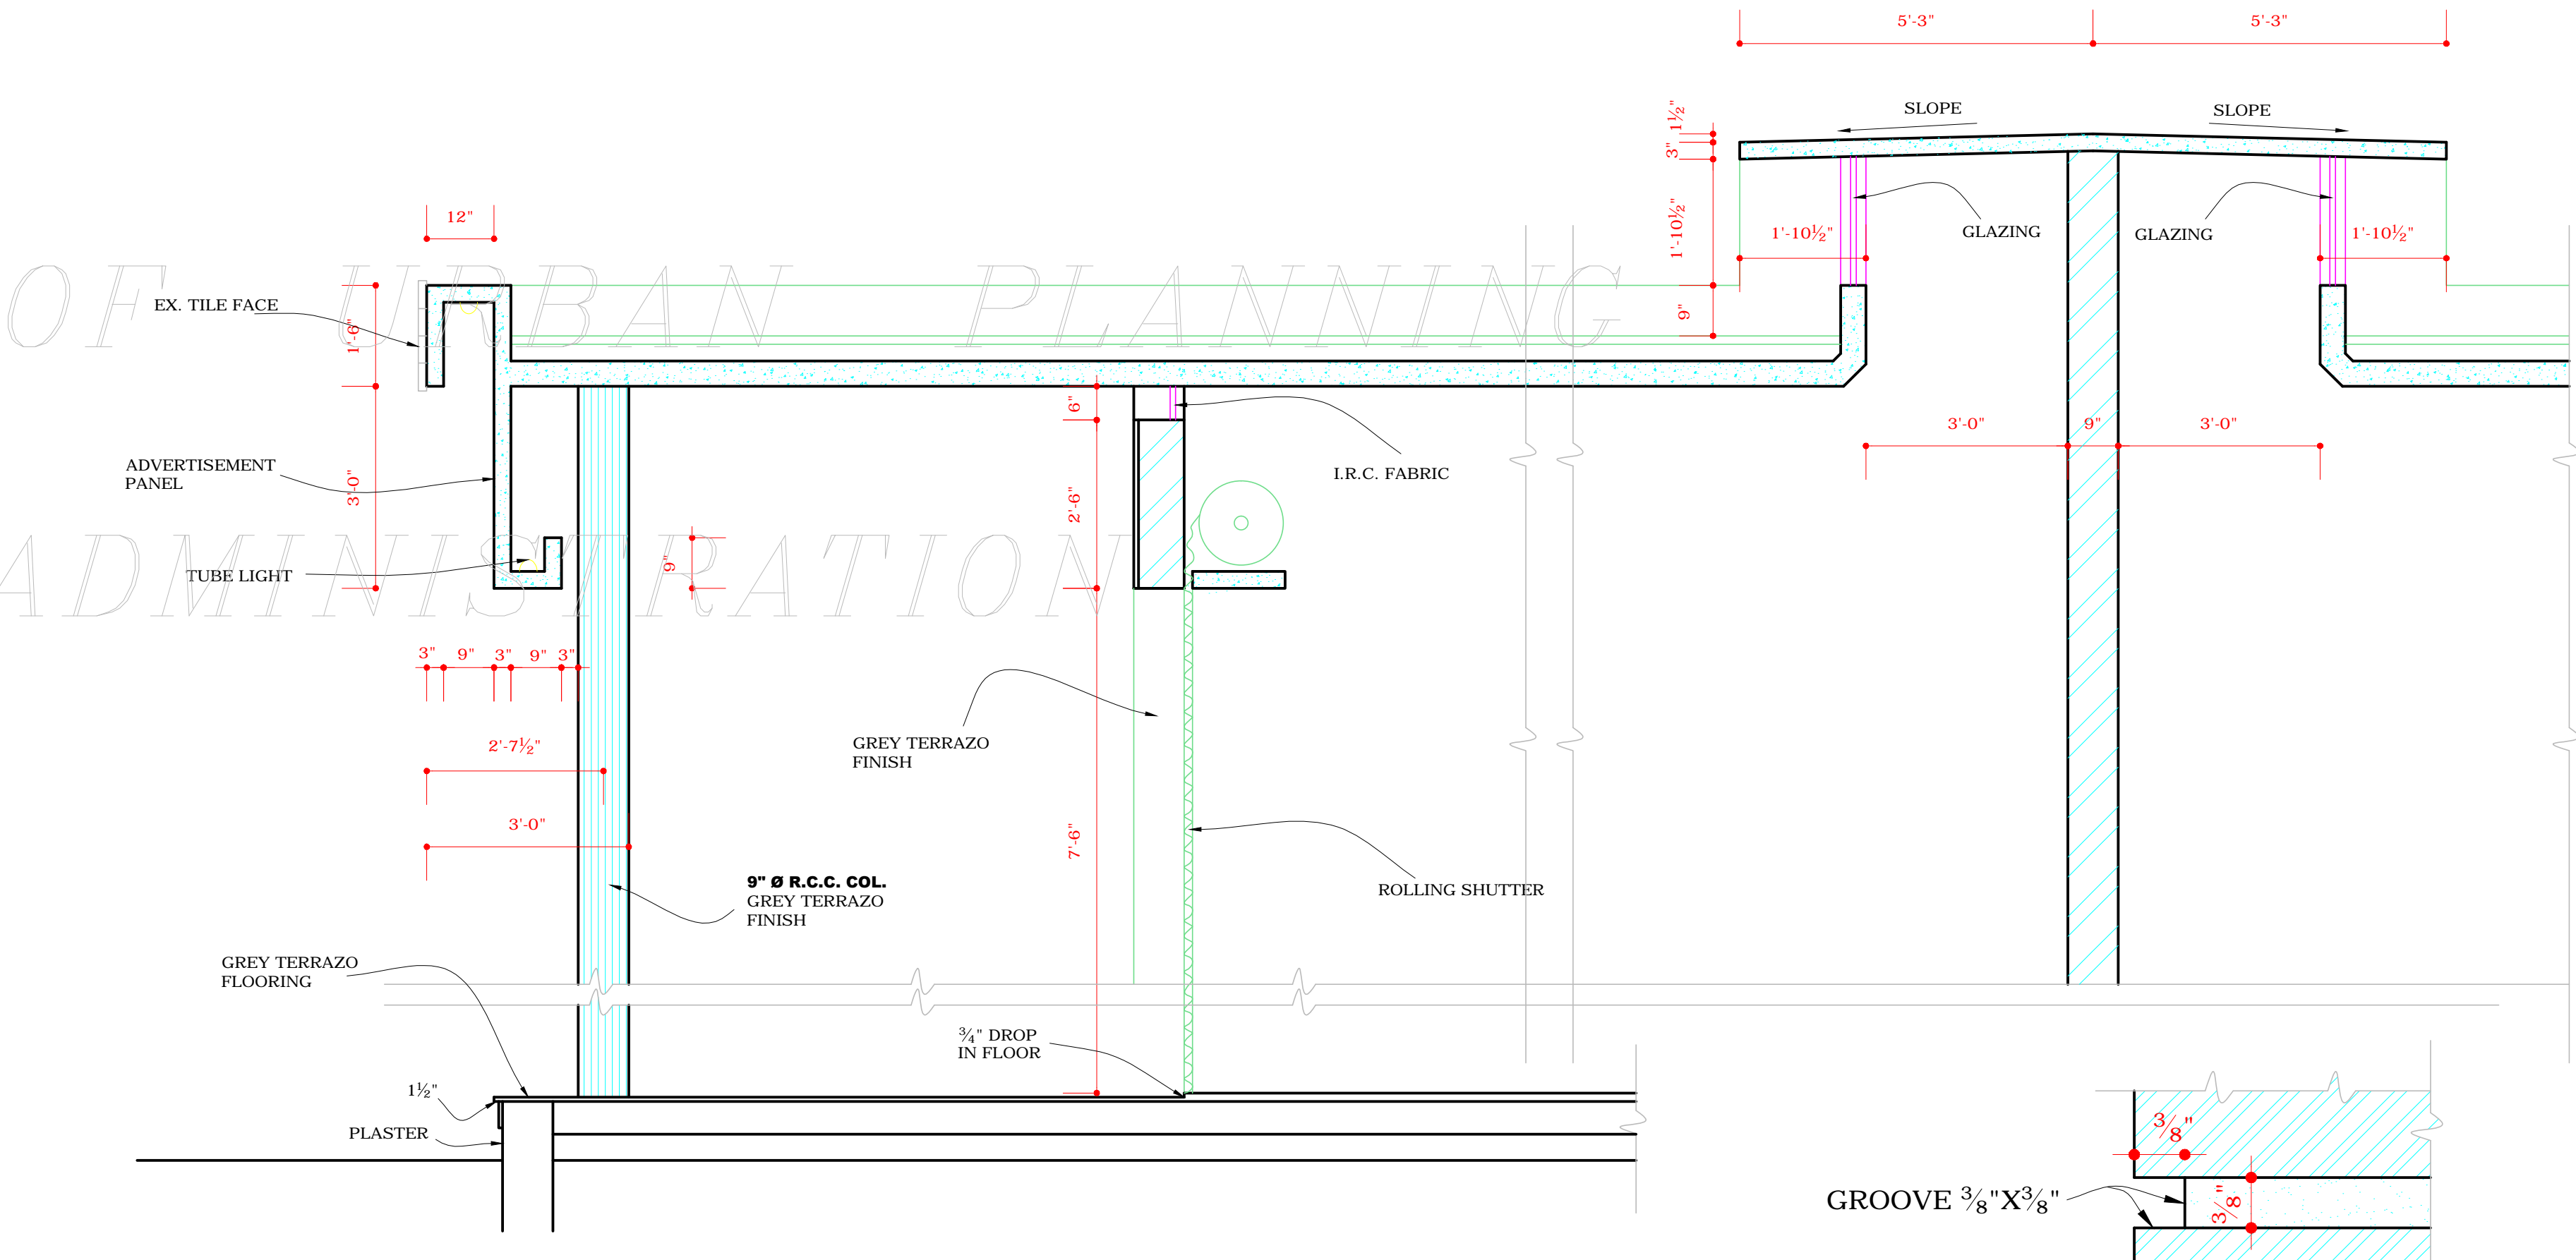 5'-3" 5'-3"
SLOPE SLOPE
1½"
3"
1'-10½"
9"
1'-10½" 1'-10½"
GLAZING GLAZING
12"
OF URBAN PLANNING
EX. TILE FACE
1'-6"
3'-0"
ADVERTISEMENT
PANEL
TUBE LIGHT
ADMINISTRATION
9"
6"
2'-6"
7'-6"
I.R.C. FABRIC
3'-0" 9" 3'-0"
3" 9" 3" 9" 3"
2'-7½"
3'-0"
GREY TERRAZO
FINISH
9" Ø R.C.C. COL.
GREY TERRAZO
FINISH
ROLLING SHUTTER
GREY TERRAZO
FLOORING
¾" DROP
IN FLOOR
1½"
PLASTER
⅜"
GROOVE ⅜"X⅜"
⅜"